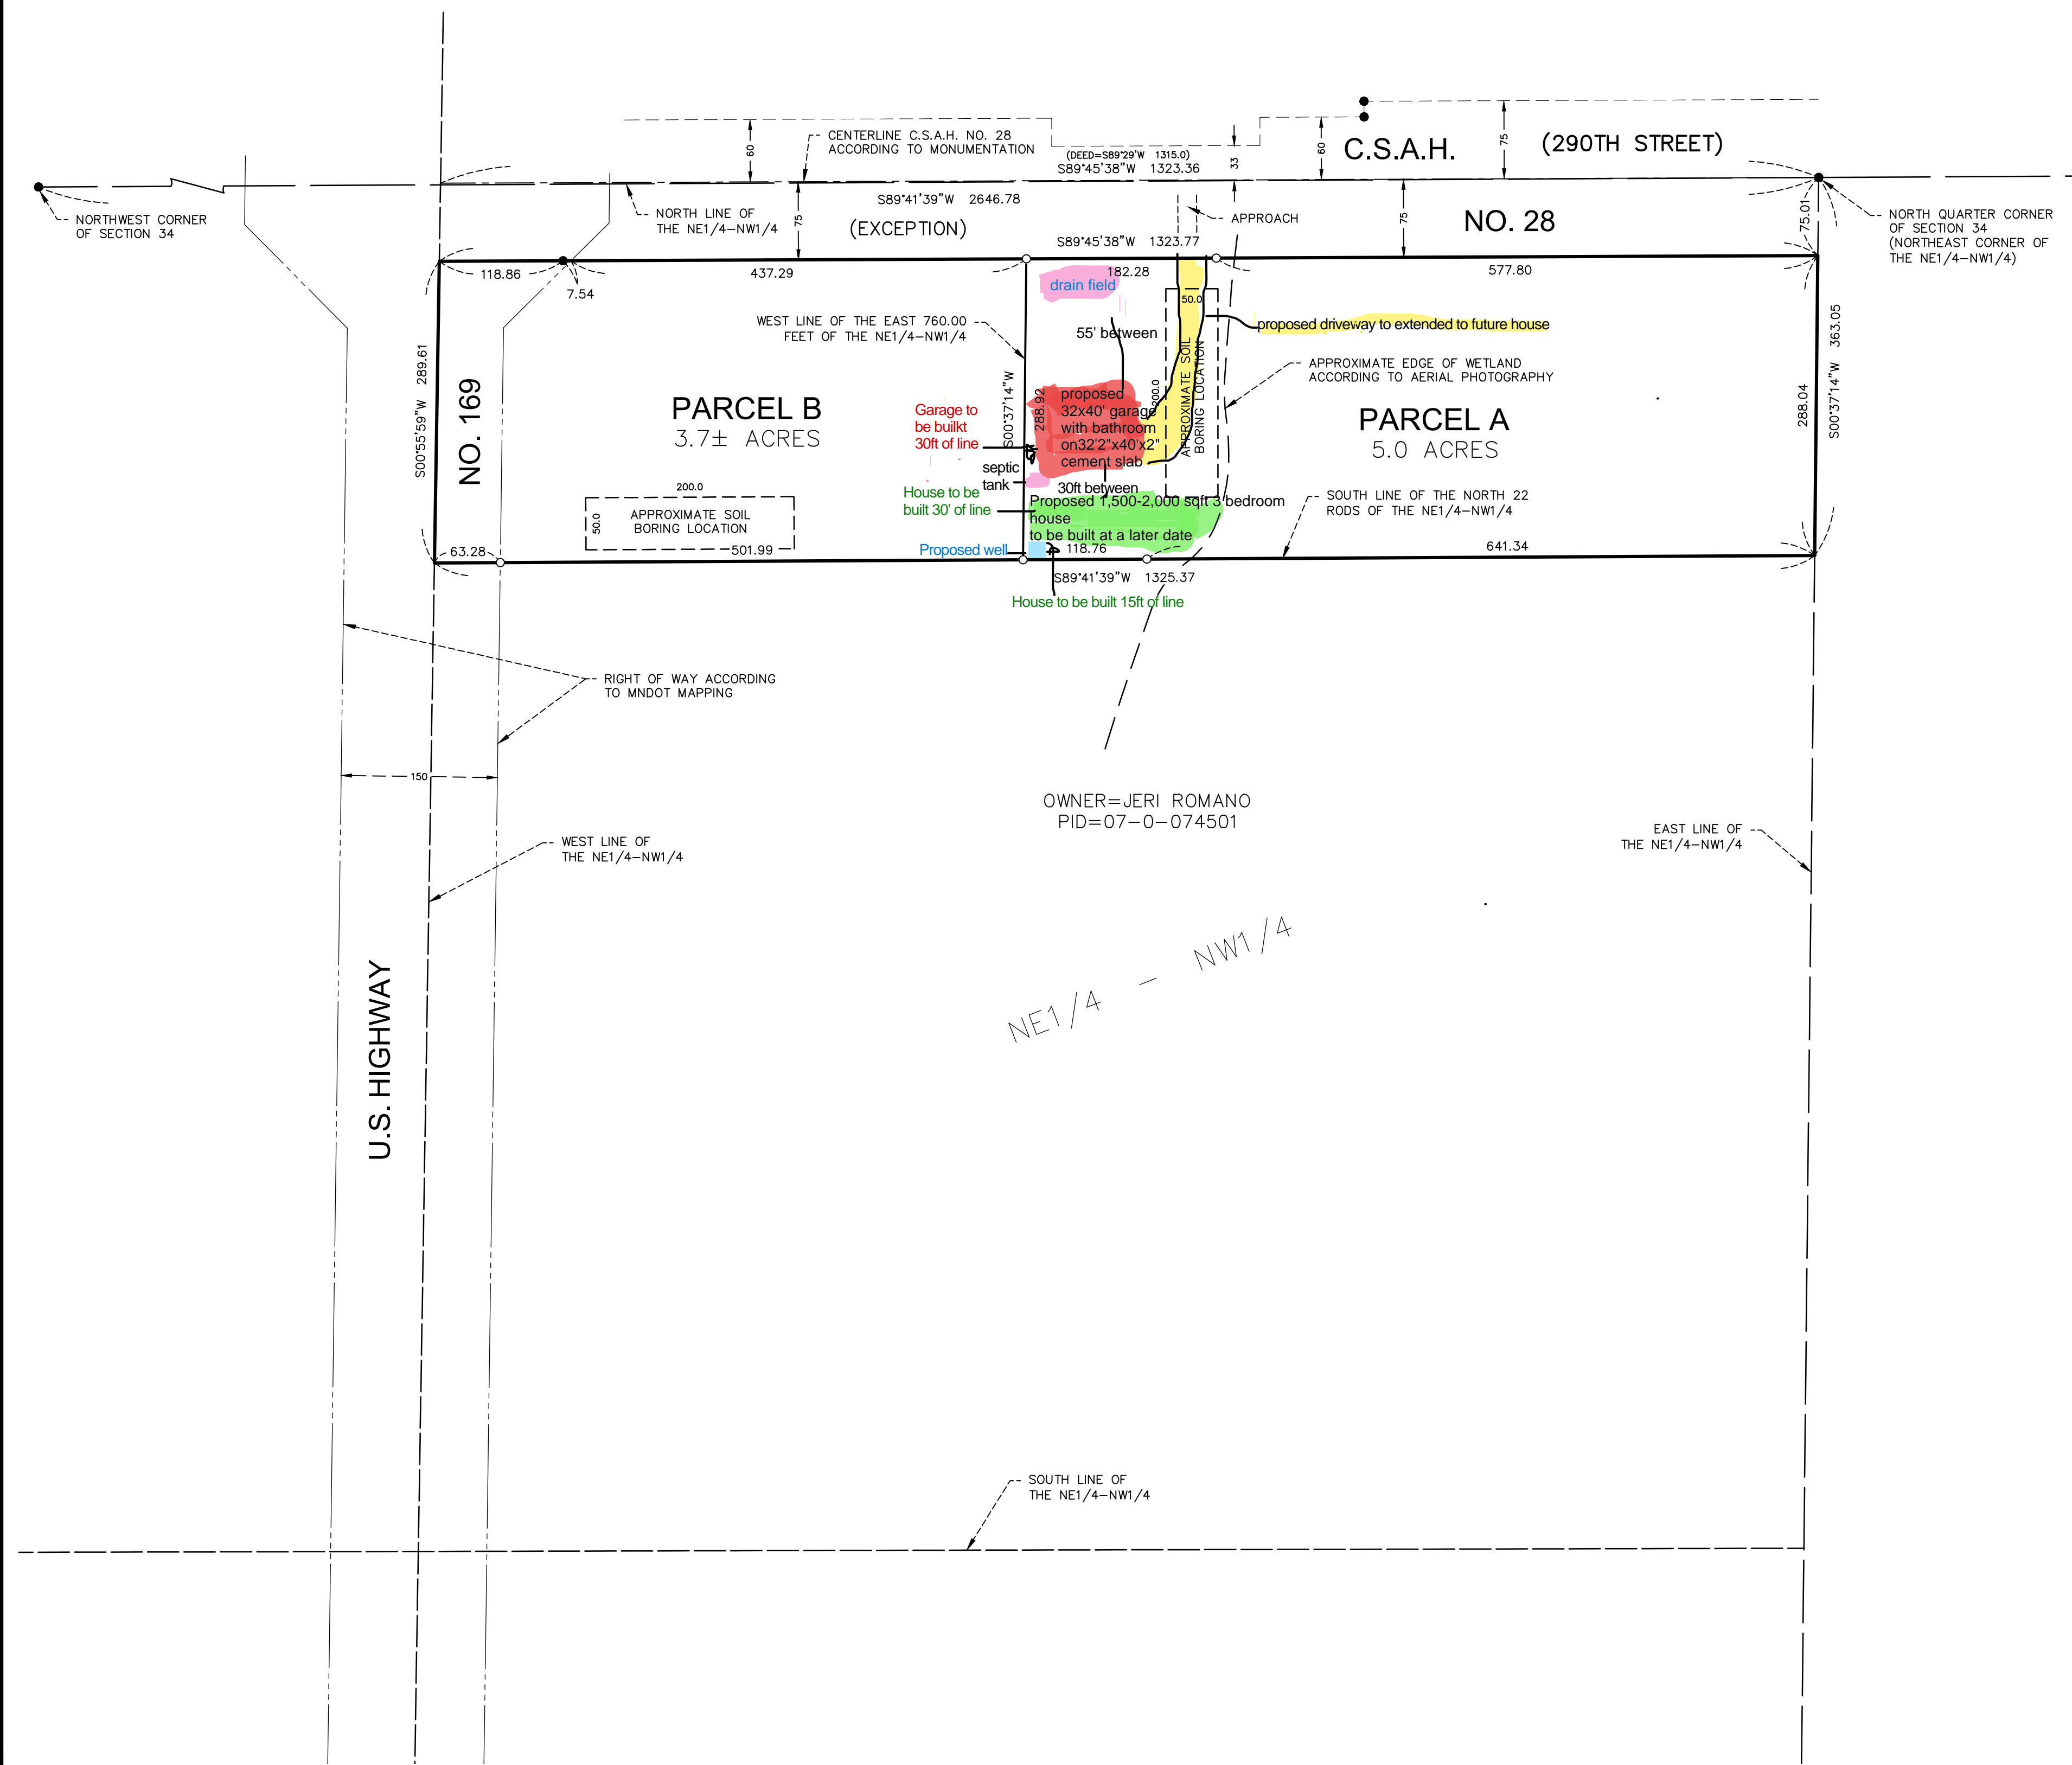 CENTERLINE C.S.A.H. NO. 28
ACCORDING TO MONUMENTATION
60
(DEED=S89°29'W 1315.0)
S89°45'38"W 1323.36
33
60
C.S.A.H.
75
(290TH STREET)
NORTHWEST CORNER
OF SECTION 34
NORTH LINE OF
THE NE1/4-NW1/4
75
S89°41'39"W 2646.78
(EXCEPTION)
APPROACH
75
NO. 28
75.01
NORTH QUARTER CORNER
OF SECTION 34
(NORTHEAST CORNER OF
THE NE1/4-NW1/4)
S89°45'38"W 1323.77
118.86
7.54
437.29
182.28
577.80
drain field
50.0
WEST LINE OF THE EAST 760.00
FEET OF THE NE1/4-NW1/4
55' between
proposed driveway to extended to future house
APPROXIMATE EDGE OF WETLAND
ACCORDING TO AERIAL PHOTOGRAPHY
S00°55'59"W 289.61
NO. 169
PARCEL B
3.7± ACRES
S00°37'14"W
288.92
Garage to
be builkt
30ft of line
proposed
32x40' garage
with bathroom
on32'2"x40'x2"
cement slab
200.0
APPROXIMATE SOIL
BORING LOCATION
PARCEL A
5.0 ACRES
288.04
S00°37'14"W 363.05
septic
tank
30ft between
House to be
built 30' of line
Proposed 1,500-2,000 sqft 3 bedroom
house
to be built at a later date
SOUTH LINE OF THE NORTH 22
RODS OF THE NE1/4-NW1/4
200.0
50.0
APPROXIMATE SOIL
BORING LOCATION
63.28
501.99
Proposed well
118.76
641.34
S89°41'39"W 1325.37
House to be built 15ft of line
RIGHT OF WAY ACCORDING
TO MNDOT MAPPING
150
OWNER=JERI ROMANO
PID=07-0-074501
WEST LINE OF
THE NE1/4-NW1/4
EAST LINE OF
THE NE1/4-NW1/4
U.S. HIGHWAY
NE1/4 - NW1/4
SOUTH LINE OF
THE NE1/4-NW1/4